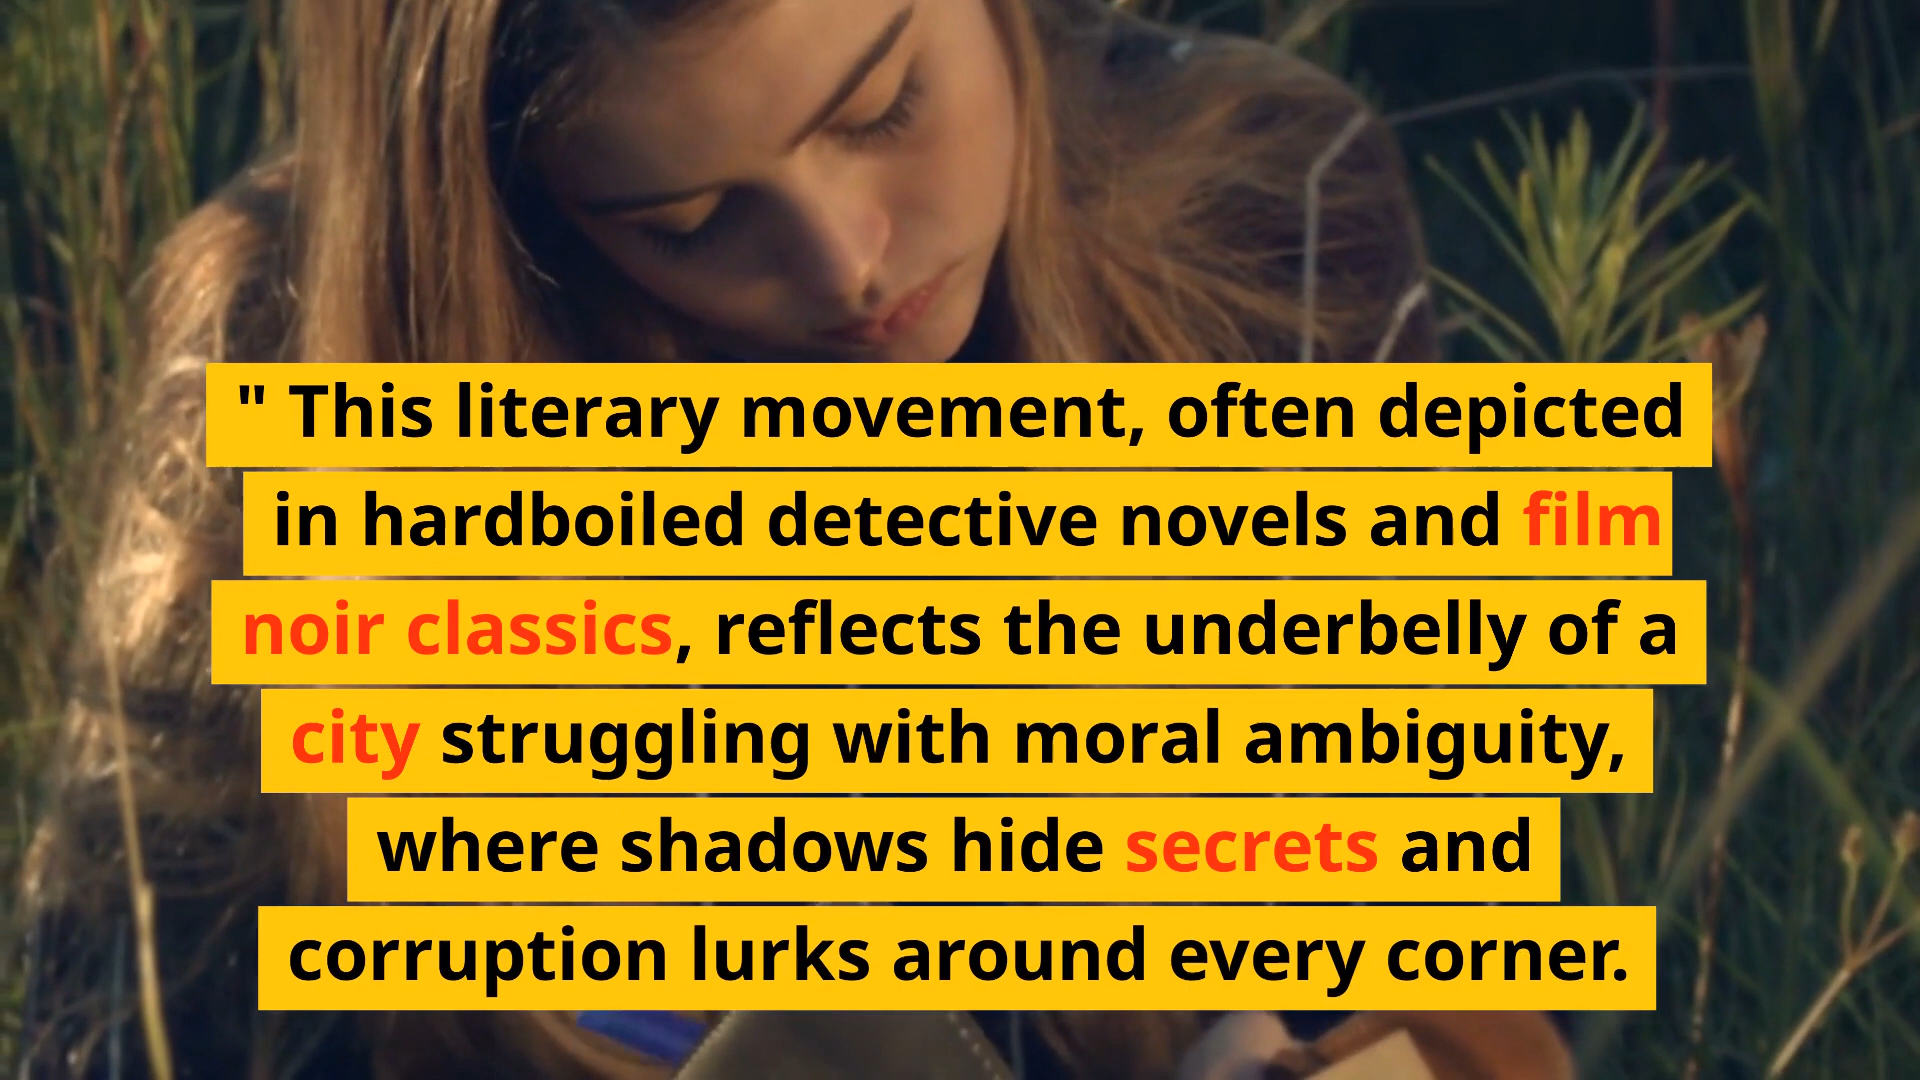 " This literary movement, often depicted
in hardboiled detective novels and film
noir classics, reflects the underbelly of a
city struggling with moral ambiguity,
where shadows hide secrets and
corruption lurks around every corner.